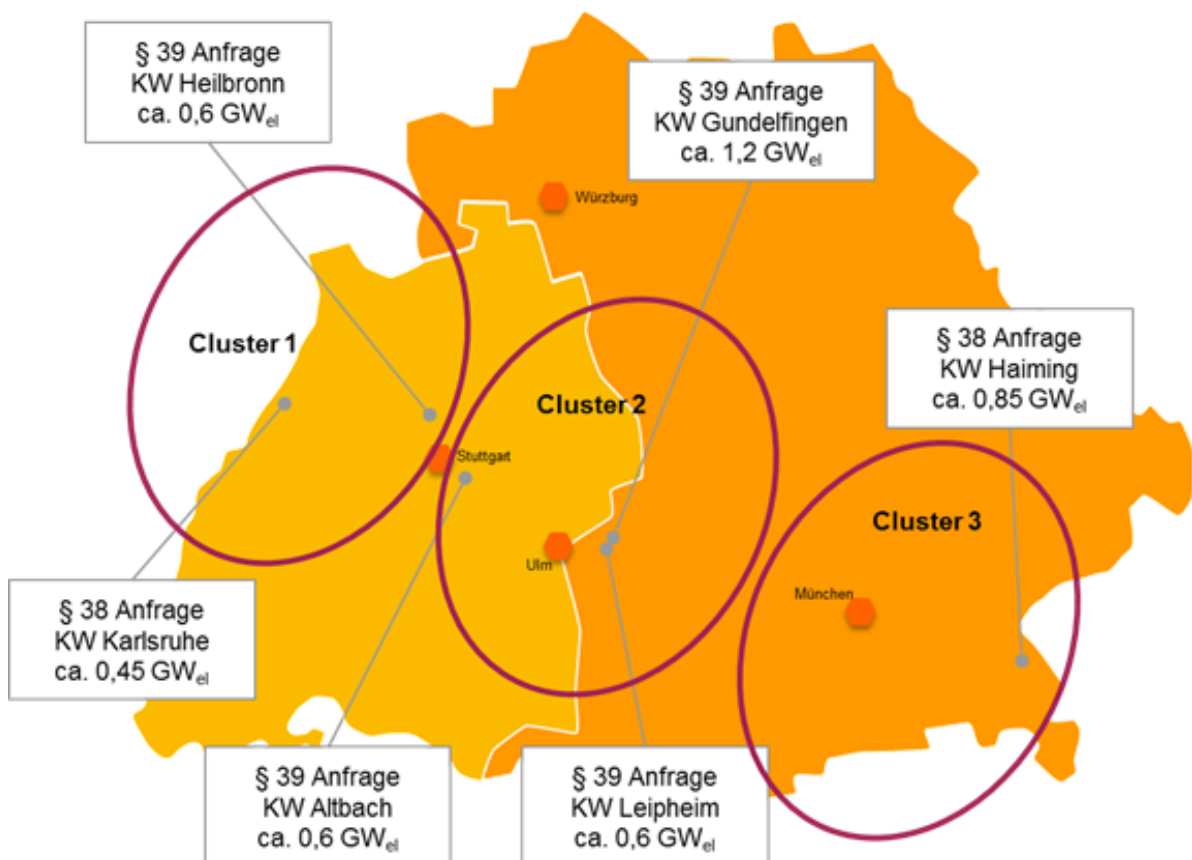 § 39 Anfrage
KW Heilbronn
ca. 0,6 GWel
§ 39 Anfrage
KW Gundelfingen
ca. 1,2 GWel
Würzburg
Cluster 1
§ 38 Anfrage
KW Haiming
ca. 0,85 GWel
Cluster 2
Stuttgart
Cluster 3
Ulm
München
§ 38 Anfrage
KW Karlsruhe
ca. 0,45 GWel
§ 39 Anfrage
KW Altbach
ca. 0,6 GWel
§ 39 Anfrage
KW Leipheim
ca. 0,6 GWel